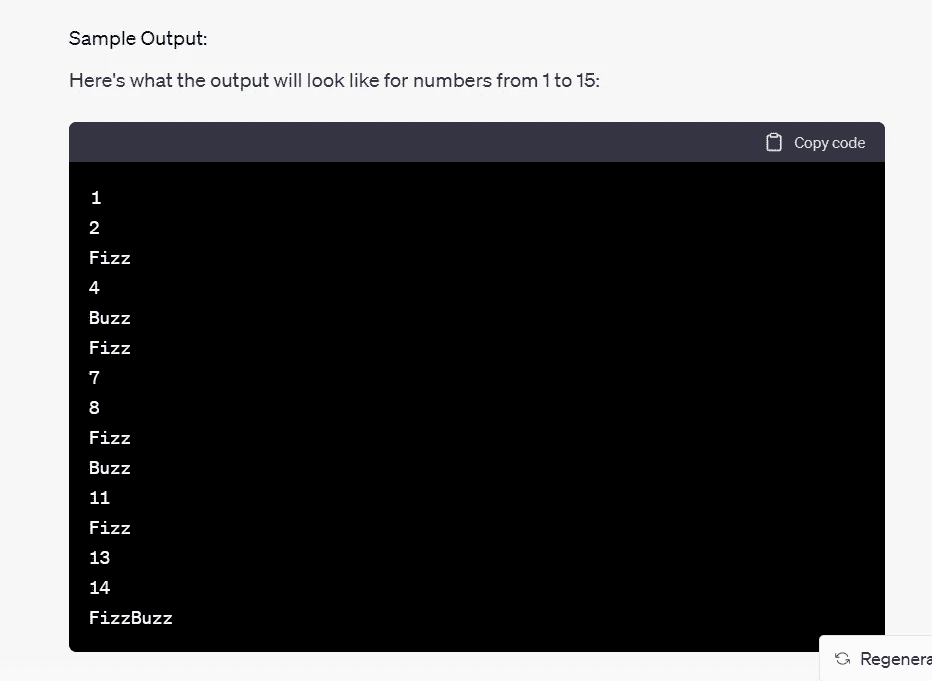 Sample Output:
Here's what the output will look like for numbers from 1 to 15:
Copy code
1
2
Fizz
4
Buzz
Fizz
7
8
Fizz
Buzz
11
Fizz
13
14
FizzBuzz
Regenera